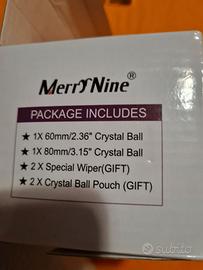 MerryNine®
PACKAGE INCLUDES
★ 1X 60mm/2.36" Crystal Ball
★ 1X 80mm/3.15" Crystal Ball
★ 2 X Special Wiper(GIFT)
★ 2 X Crystal Ball Pouch (GIFT)
subito